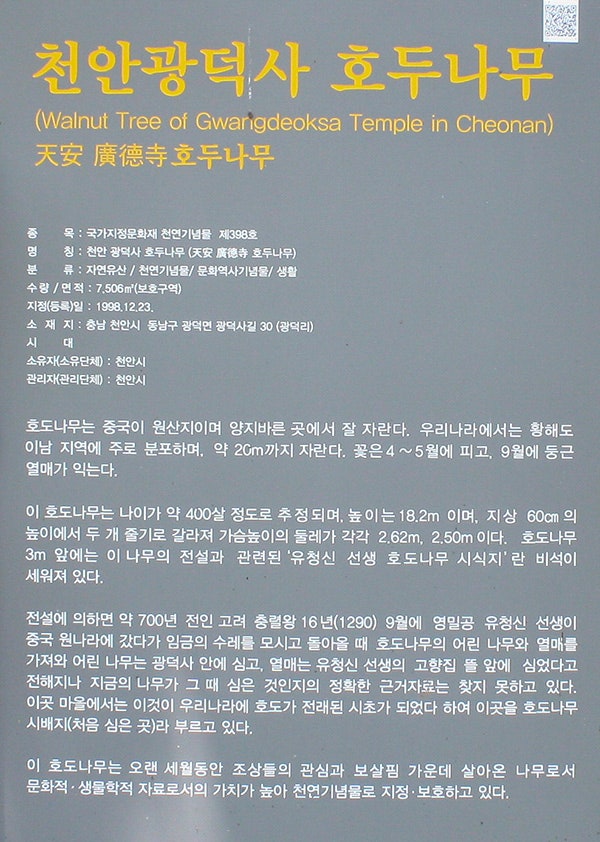 천안광덕사 호두나무
(Walnut Tree of Gwangdeoksa Temple in Cheonan)
天安 廣德寺 호두나무
종 목 : 국가지정문화재 천연기념물 제398호
명 칭 : 천안 광덕사 호두나무 (天安 廣德寺 호두나무)
분 류 : 자연유산 / 천연기념물/ 문화역사기념물/ 생활
수량 / 면적 : 7,506㎡(보호구역)
지정(등록)일 : 1998.12.23.
소 재 지 : 충남 천안시 동남구 광덕면 광덕사길 30 (광덕리)
시 대
소유자(소유단체) : 천안시
관리자(관리단체) : 천안시
호도나무는 중국이 원산지이며 양지바른 곳에서 잘 자란다. 우리나라에서는 황해도
이남 지역에 주로 분포하며, 약 20m까지 자란다. 꽃은 4～5월에 피고, 9월에 둥근
열매가 익는다.
이 호도나무는 나이가 약 400살 정도로 추정되며, 높이는 18.2m 이며, 지상 60㎝의
높이에서 두 개 줄기로 갈라져 가슴높이의 둘레가 각각 2.62m, 2.50m 이다. 호도나무
3m 앞에는 이 나무의 전설과 관련된 '유청신 선생 호도나무 시식지' 란 비석이
세워져 있다.
전설에 의하면 약 700년 전인 고려 충렬왕 16년(1290) 9월에 영밀공 유청신 선생이
중국 원나라에 갔다가 임금의 수레를 모시고 돌아올 때 호도나무의 어린 나무와 열매를
가져와 어린 나무는 광덕사 안에 심고, 열매는 유청신 선생의 고향집 뜰 앞에 심었다고
전해지나 지금의 나무가 그 때 심은 것인지의 정확한 근거자료는 찾지 못하고 있다.
이곳 마을에서는 이것이 우리나라에 호도가 전래된 시초가 되었다 하여 이곳을 호도나무
시배지(처음 심은 곳)라 부르고 있다.
이 호도나무는 오랜 세월동안 조상들의 관심과 보살핌 가운데 살아온 나무로서
문화적·생물학적 자료로서의 가치가 높아 천연기념물로 지정·보호하고 있다.